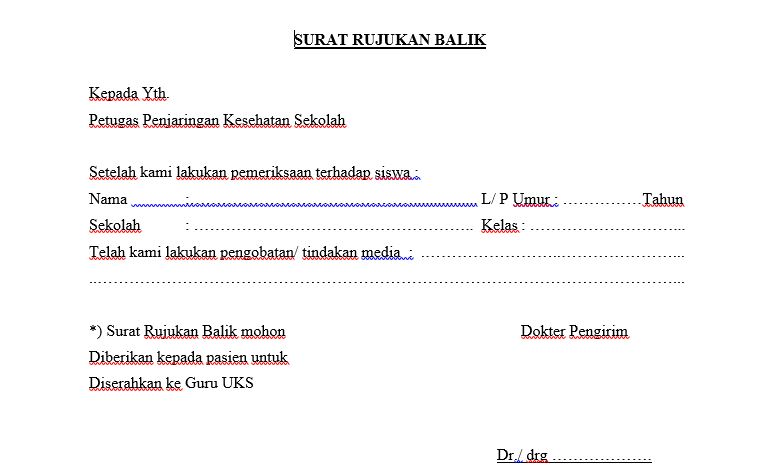 SURAT RUJUKAN BALIK
Kepada Yth.
Petugas Penjaringan Kesehatan Sekolah
Setelah kami lakukan pemeriksaan terhadap siswa :
Nama : L/ P Umur : ..............Tahun
Sekolah : ...................................................... Kelas : ...............................
Telah kami lakukan pengobatan/ tindakan media : ...................................................
....................................................................................................................
*) Surat Rujukan Balik mohon Dokter Pengirim
Diberikan kepada pasien untuk
Diserahkan ke Guru UKS
Dr./ drg ...................